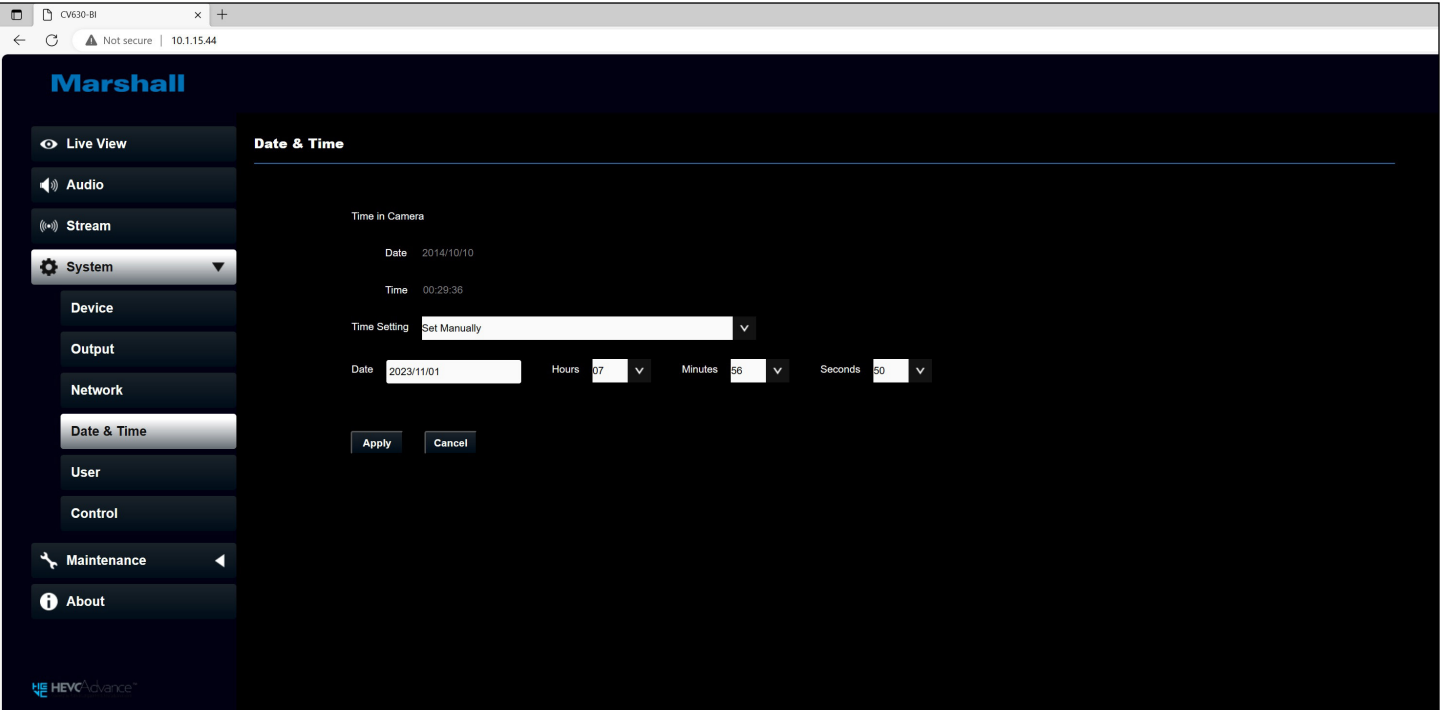 CV630-BI
Not secure | 10.1.15.44
Marshall
Live View
Audio
Stream
System
Device
Output
Network
Date & Time
User
Control
Maintenance
About
HEVC Advance™
Date & Time
Time in Camera
Date 2014/10/10
Time 00:29:36
Time Setting Set Manually
Date 2023/11/01 Hours 07 Minutes 56 Seconds 50
Apply Cancel